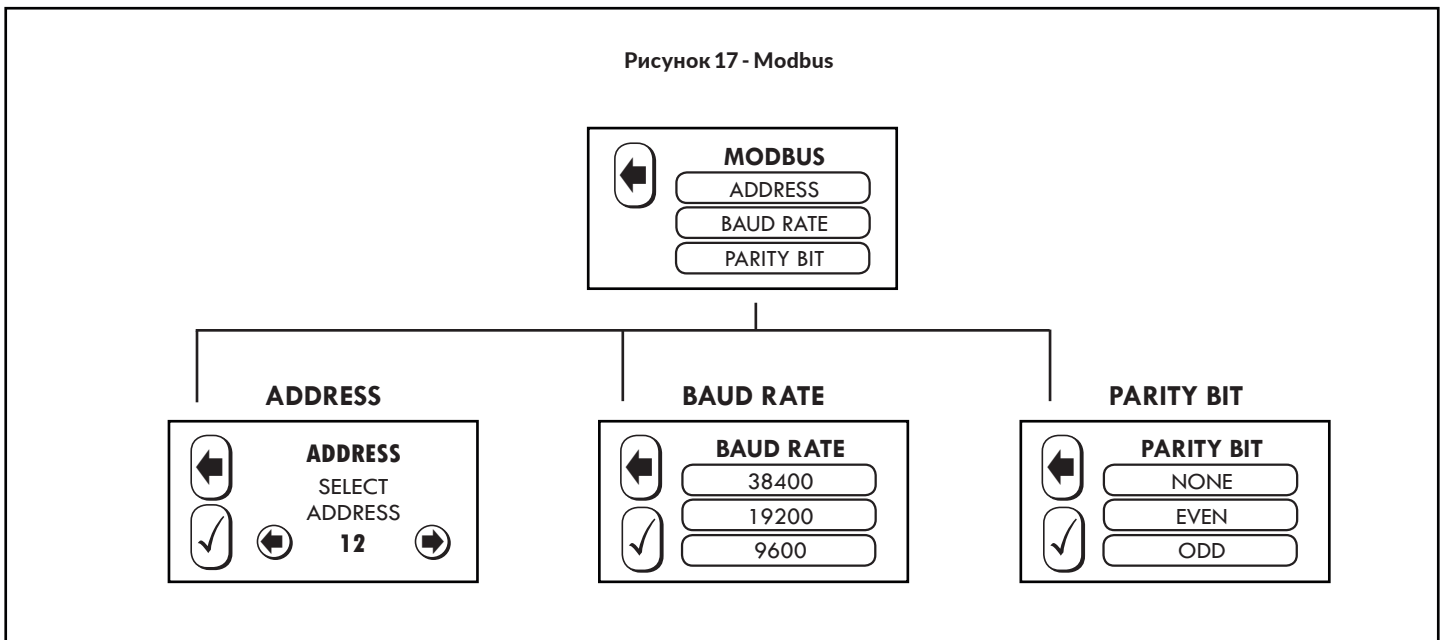 Рисунок 17 - Modbus
MODBUS
ADDRESS
BAUD RATE
PARITY BIT
ADDRESS
ADDRESS
SELECT
ADDRESS
12
BAUD RATE
BAUD RATE
38400
19200
9600
PARITY BIT
PARITY BIT
NONE
EVEN
ODD